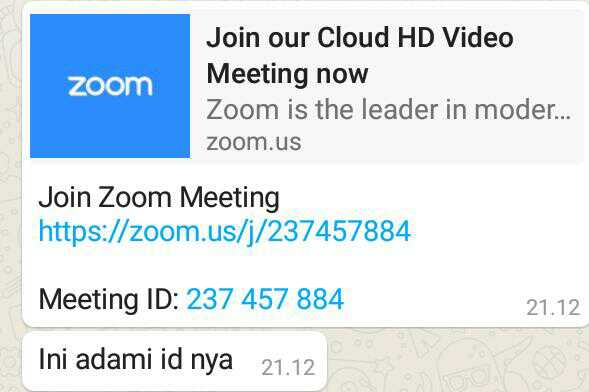 zoom
Join our Cloud HD Video
Meeting now
Zoom is the leader in moder...
zoom.us
Join Zoom Meeting
https://zoom.us/j/237457884
Meeting ID: 237 457 884
21.12
Ini adami id nya
21.12